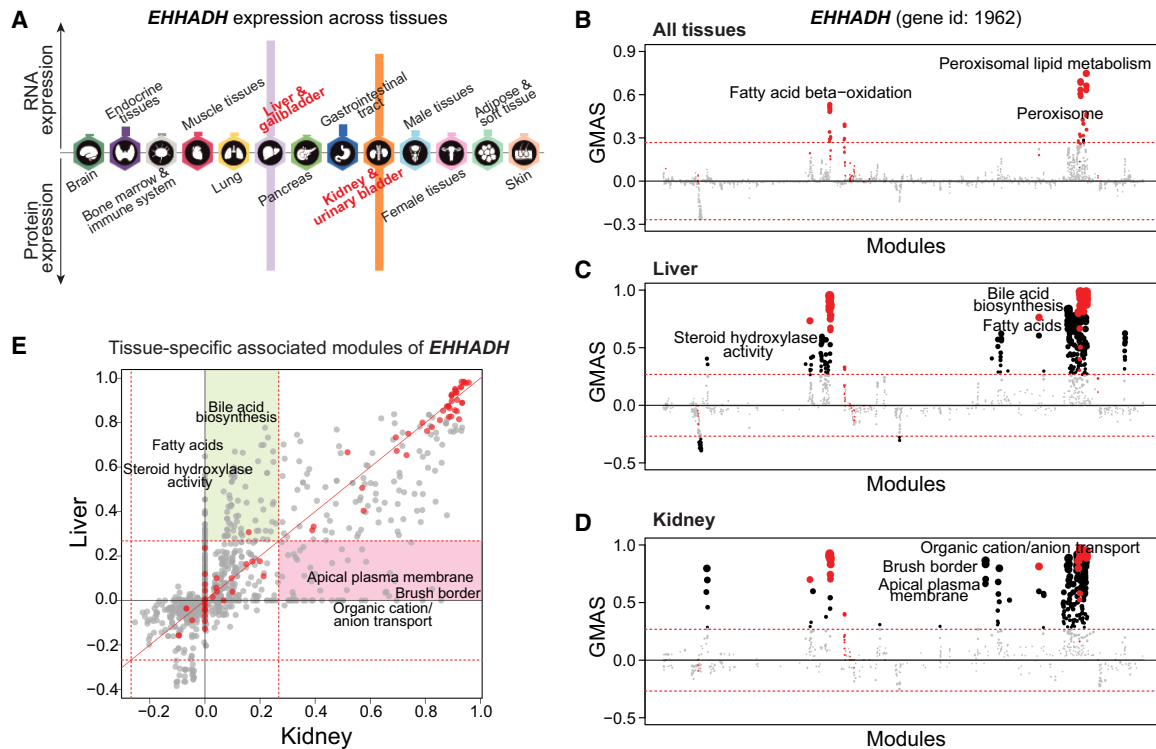 A
EHHADH expression across tissues
RNA
expression
Protein
expression
Endocrine
tissues
Muscle tissues
Liver &
gallbladder
Gastrointestinal
tract
Male tissues
Adipose &
soft tissue
Brain
Bone marrow &
immune system
Lung
Pancreas
Kidney &
urinary bladder
Female tissues
Skin
B
EHHADH (gene id: 1962)
All tissues
0.9
0.6
0.3
0.0
−0.3
GMAS
Peroxisomal lipid metabolism
Fatty acid beta-oxidation
Peroxisome
Modules
C
Liver
1.0
0.5
0.0
−0.5
GMAS
Bile acid
biosynthesis
Fatty acids
Steroid hydroxylase
activity
Modules
D
Kidney
1.0
0.5
0.0
−0.5
GMAS
Organic cation/anion transport
Brush border
Apical plasma
membrane
Modules
E
Tissue-specific associated modules of EHHADH
1.0
0.8
0.6
0.4
0.2
0.0
−0.2
−0.4
Liver
Bile acid
biosynthesis
Fatty acids
Steroid hydroxylase
activity
Apical plasma membrane
Brush border
Organic cation/
anion transport
−0.2
0.0
0.2
0.4
0.6
0.8
1.0
Kidney